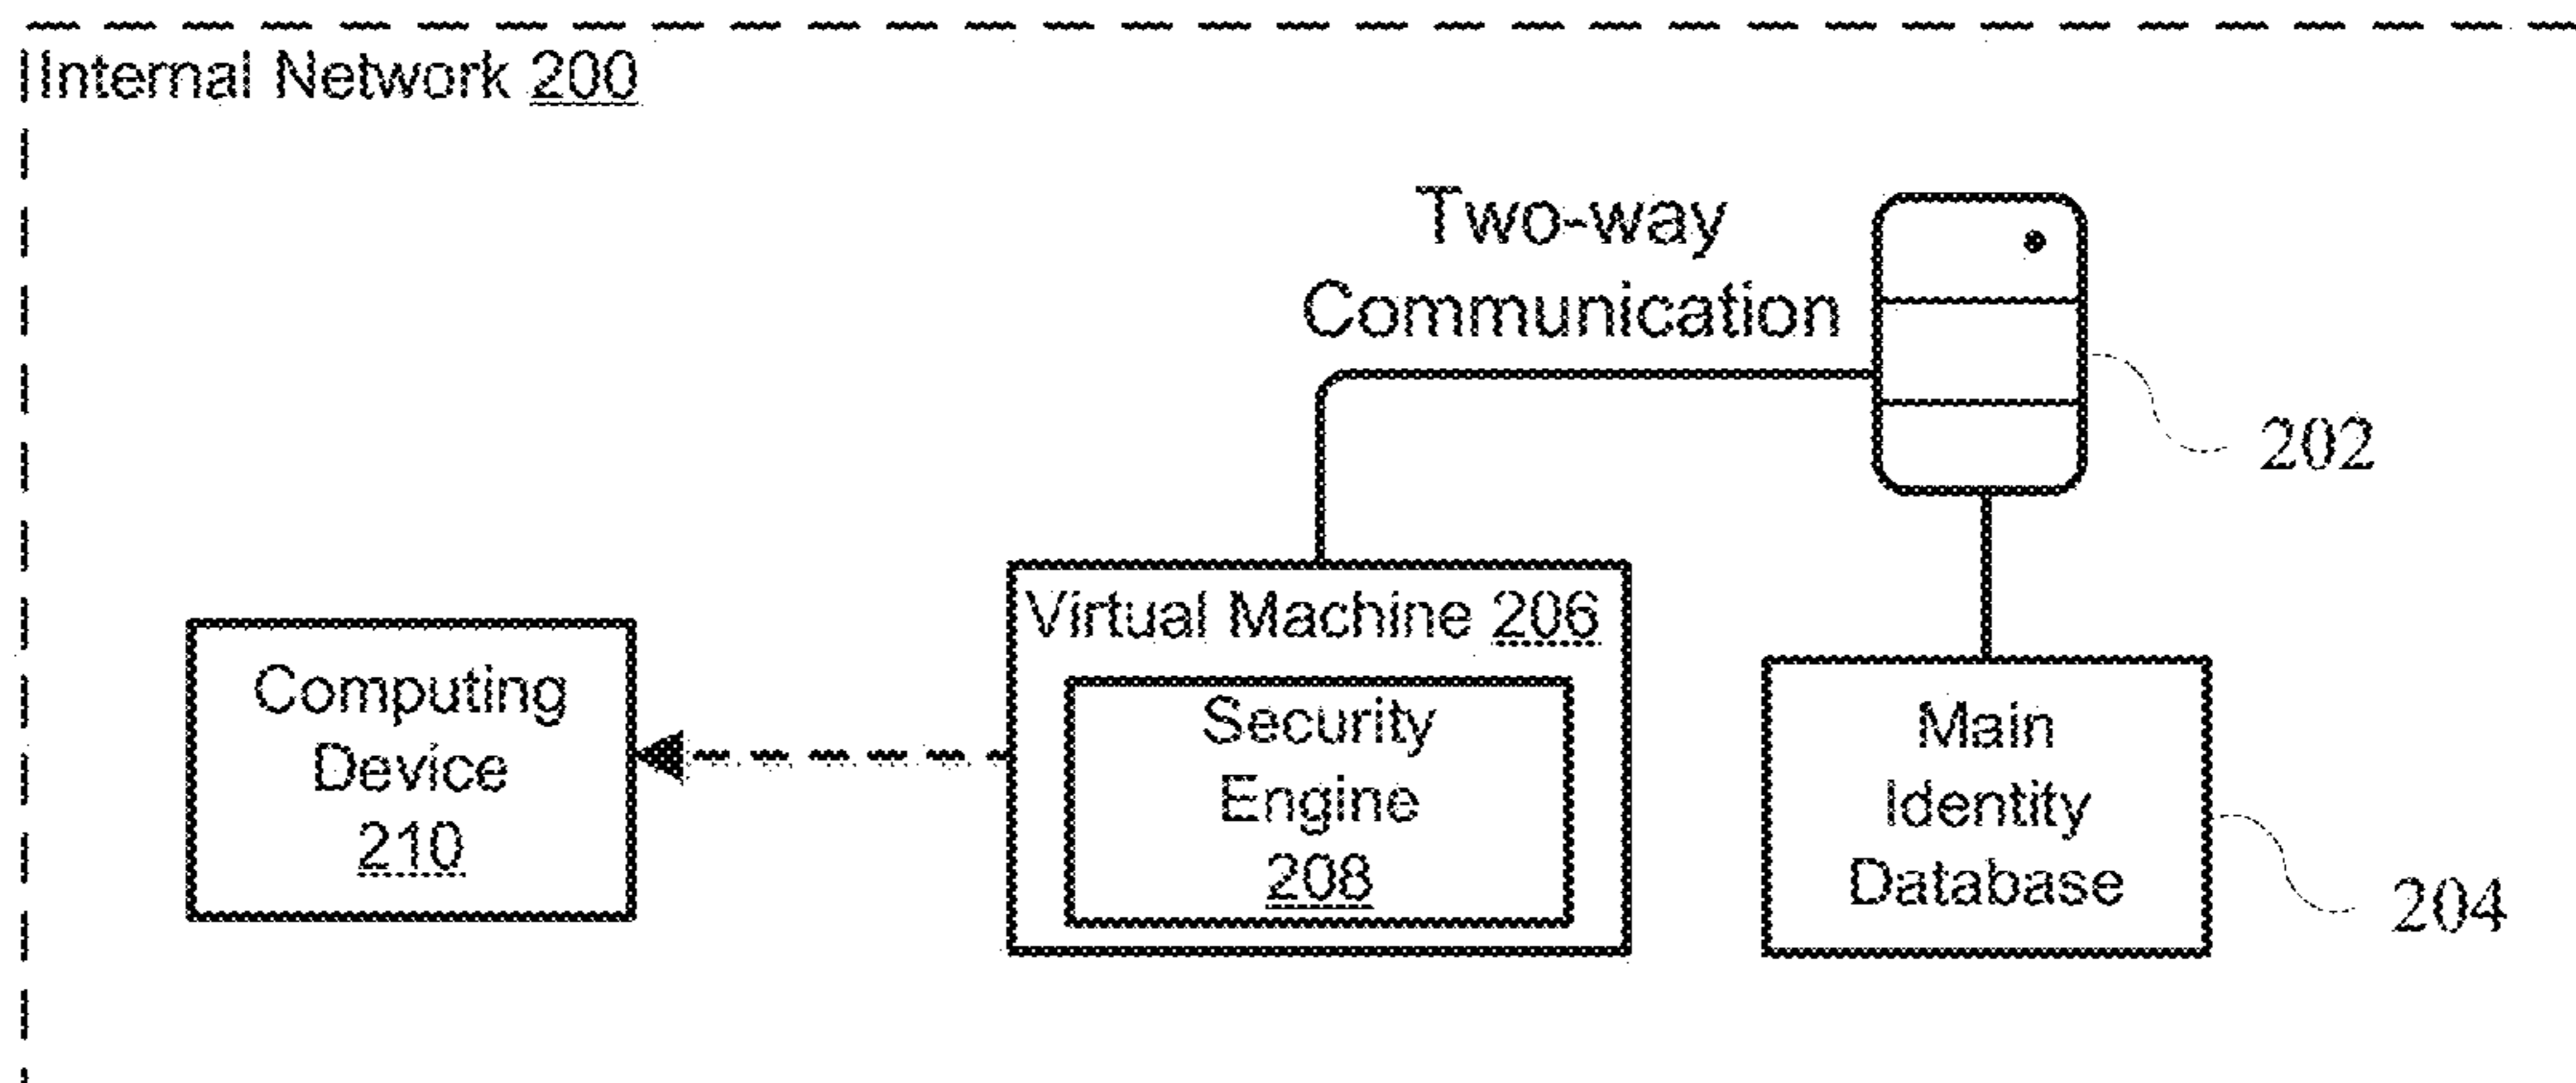 Internal Network 200
Two-way
Communication
202
Virtual Machine 206
Computing
Device
210
Security
Engine
208
Main
Identity
Database
204